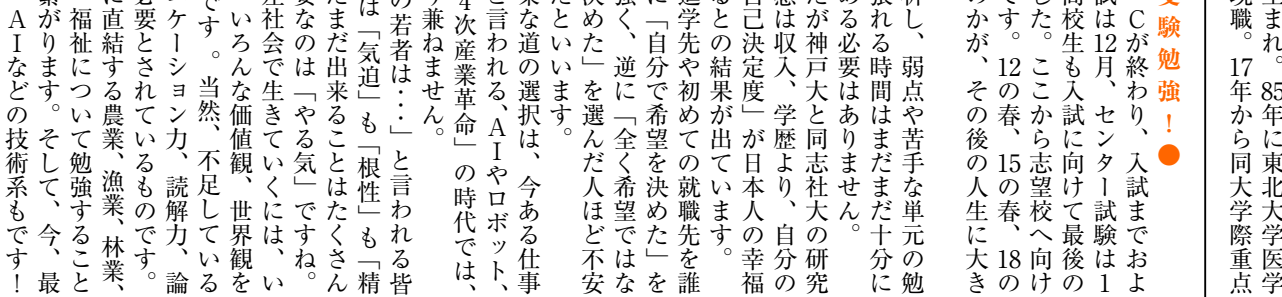 生まれ。85年に東北大学医学
現職。17年から同大学際重点
受験勉強！●
Cが終わり、入試までおよ
試は12月、センター試験は1
高校生も入試に向けて最後の
した。ここから志望校へ向け
です。12の春、15の春、18の
のかが、その後の人生に大き
析し、弱点や苦手な単元の勉
張れる時間はまだまだ十分に
ある必要はありません。
だが神戸大と同志社大の研究
感は収入、学歴より、自分の
自己決定度」が日本人の幸福
るとの結果が出ています。
進学先や初めての就職先を誰
に「自分で希望を決めた」を
強く、逆に「全く希望ではな
決めた」を選んだ人ほど不安
たといいます。
な道の選択は、今ある仕事
と言われる、AIやロボット、
4次産業革命」の時代では、
り兼ねません。
の若者は・・」と言われる皆
は「気迫」も「根性」も「精
まだ出来ることはたくさん
要なのは「やる気」ですね。
社会で生きていくには、い
いろんな価値観、世界観を
です。当然、不足している
ケーション力、読解力、論
必要とされているものです。
に直結する農業、漁業、林業、
福祉について勉強すること
繋がります。そして、今、最
AIなどの技術系もです！